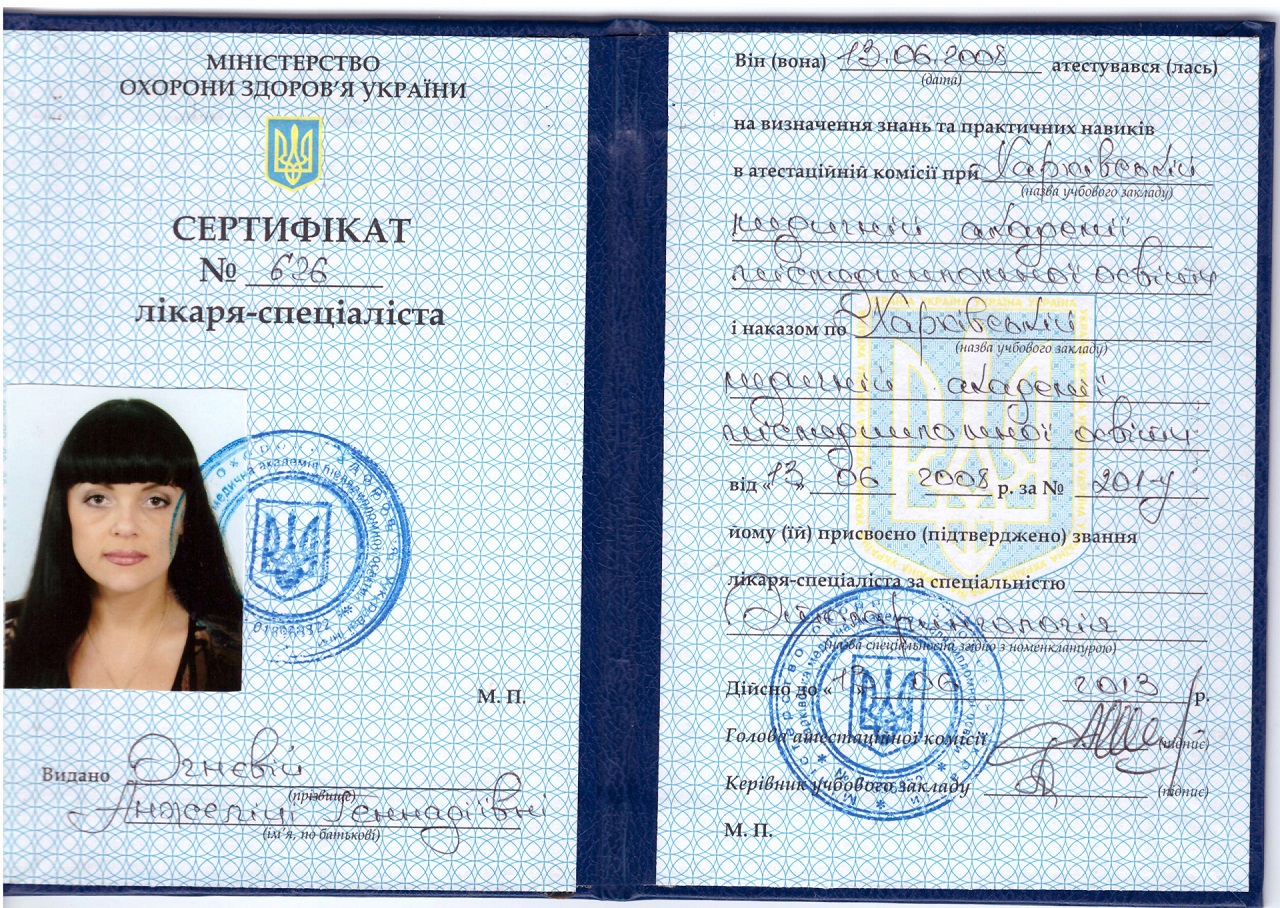 МІНІСТЕРСТВО
ОХОРОНИ ЗДОРОВ'Я УКРАЇНИ
СЕРТИФІКАТ
№ 626
лікаря-спеціаліста
М. П.
Видано Огнєвій
(прізвище)
Анжеліці Геннадіївні
(ім'я, по батькові)
Він (вона) 13.06.2008 атестувався (лась)
(дата)
на визначення знань та практичних навиків
в атестаційній комісії при Харківській
(назва учбового закладу)
медичній академії
післядипломної освіти
і наказом по Харківській
(назва учбового закладу)
медичній академії
післядипломної освіти
від «13» 06 2008 р. за № 201-у
йому (їй) присвоєно (підтверджено) звання
лікаря-спеціаліста за спеціальністю
Отоларингологія
(назва спеціальності згідно з номенклатурою)
Дійсно до «13» 06 2013 р.
Голова атестаційної комісії
(підпис)
Керівник учбового закладу
(підпис)
М. П.